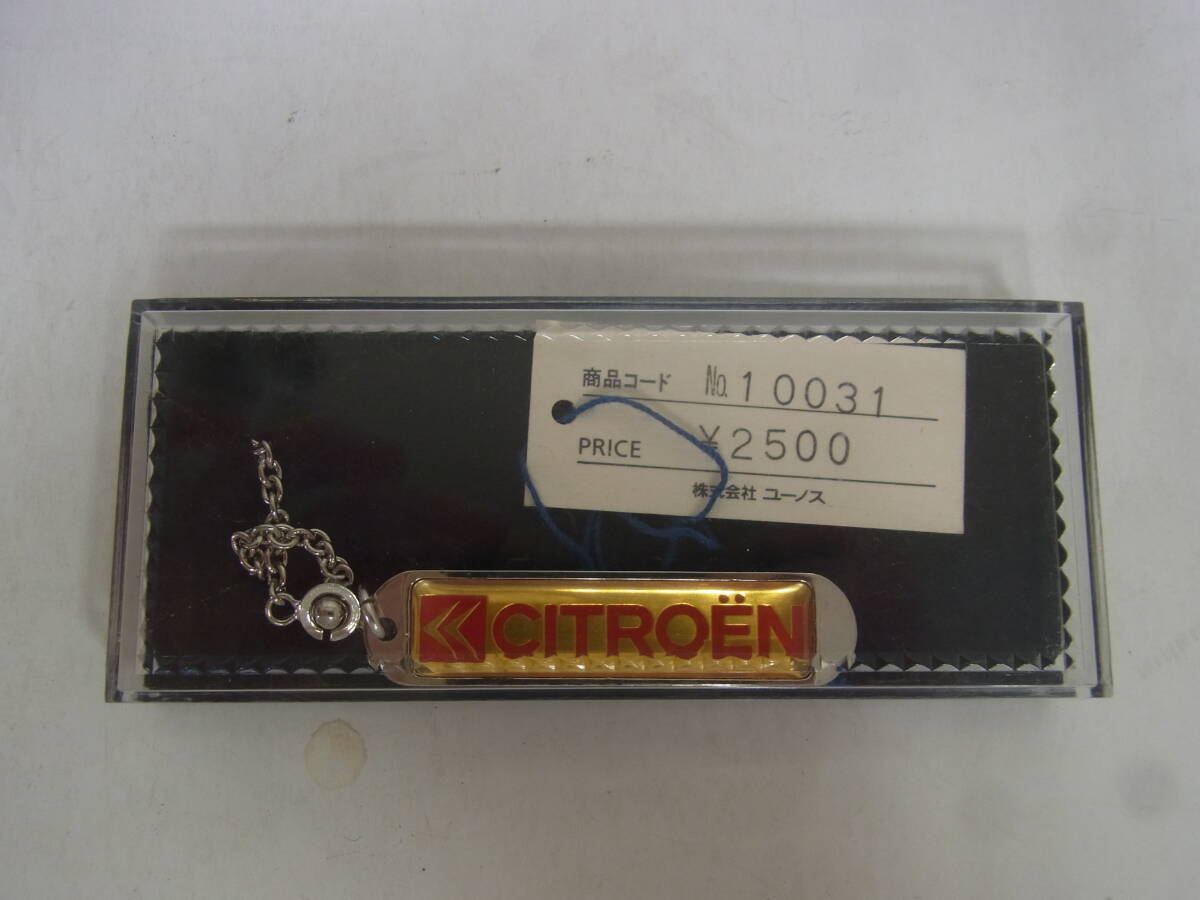 商品コード No. 10031
PRICE ¥2500
株式会社 ユーノス
CITROËN